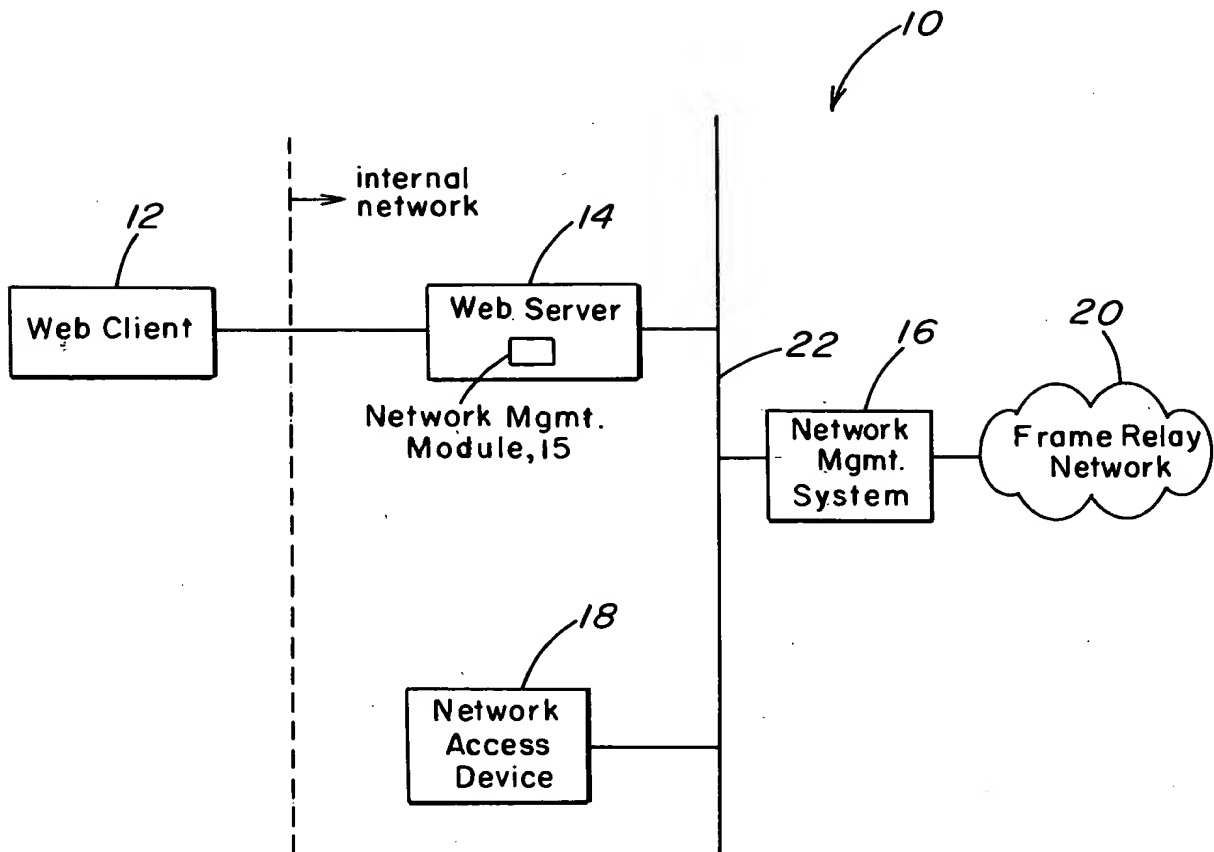 10
internal
network
12
14
Web Client
Web Server
22
16
20
Network Mgmt.
Module, 15
Network
Mgmt.
System
Frame Relay
Network
18
Network
Access
Device